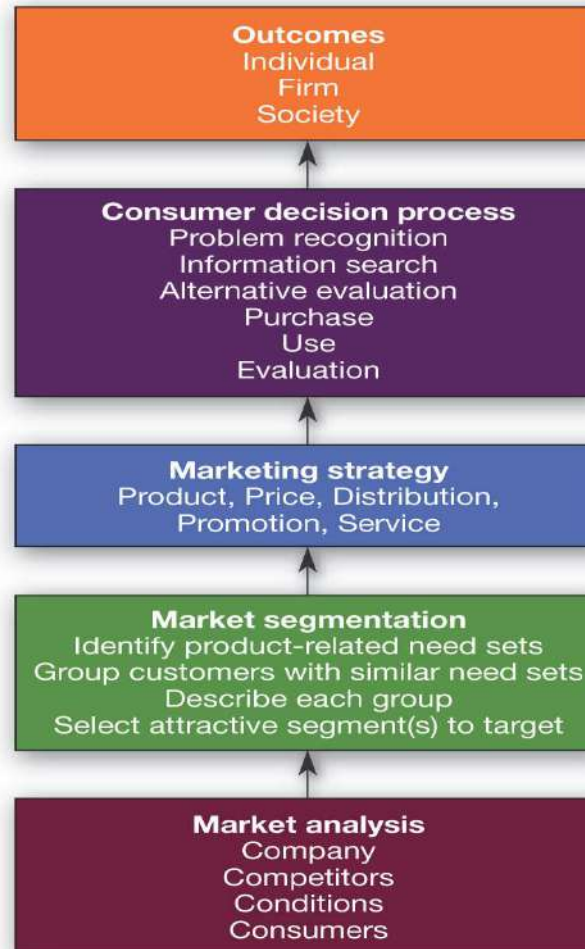 Outcomes
Individual
Firm
Society
Consumer decision process
Problem recognition
Information search
Alternative evaluation
Purchase
Use
Evaluation
Marketing strategy
Product, Price, Distribution,
Promotion, Service
Market segmentation
Identify product-related need sets
Group customers with similar need sets
Describe each group
Select attractive segment(s) to target
Market analysis
Company
Competitors
Conditions
Consumers